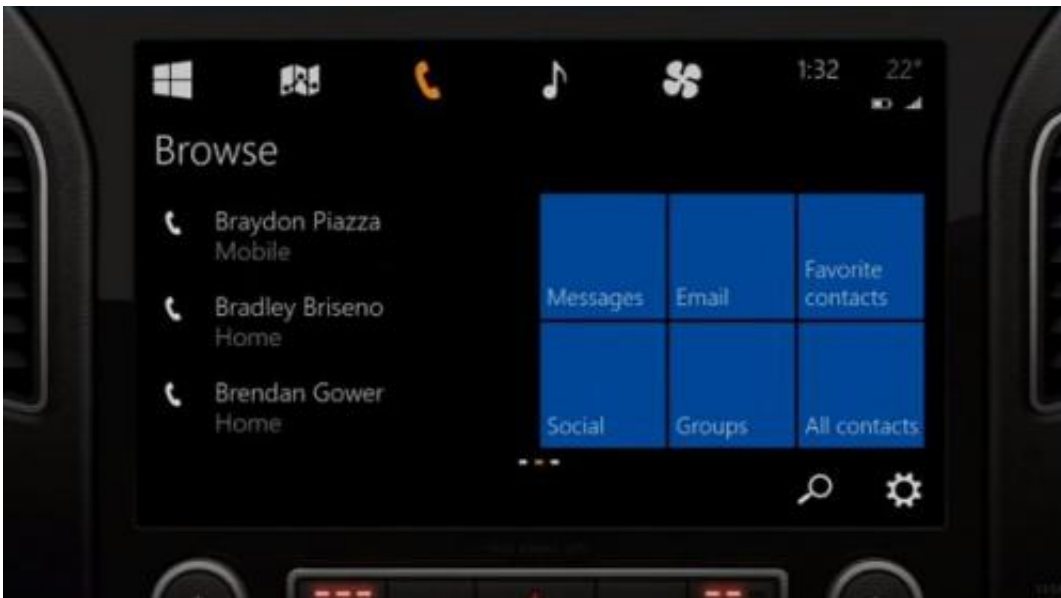 1:32 22°
Browse
Braydon Piazza
Mobile
Bradley Briseno
Home
Brendan Gower
Home
Messages
Email
Favorite
contacts
Social
Groups
All contacts